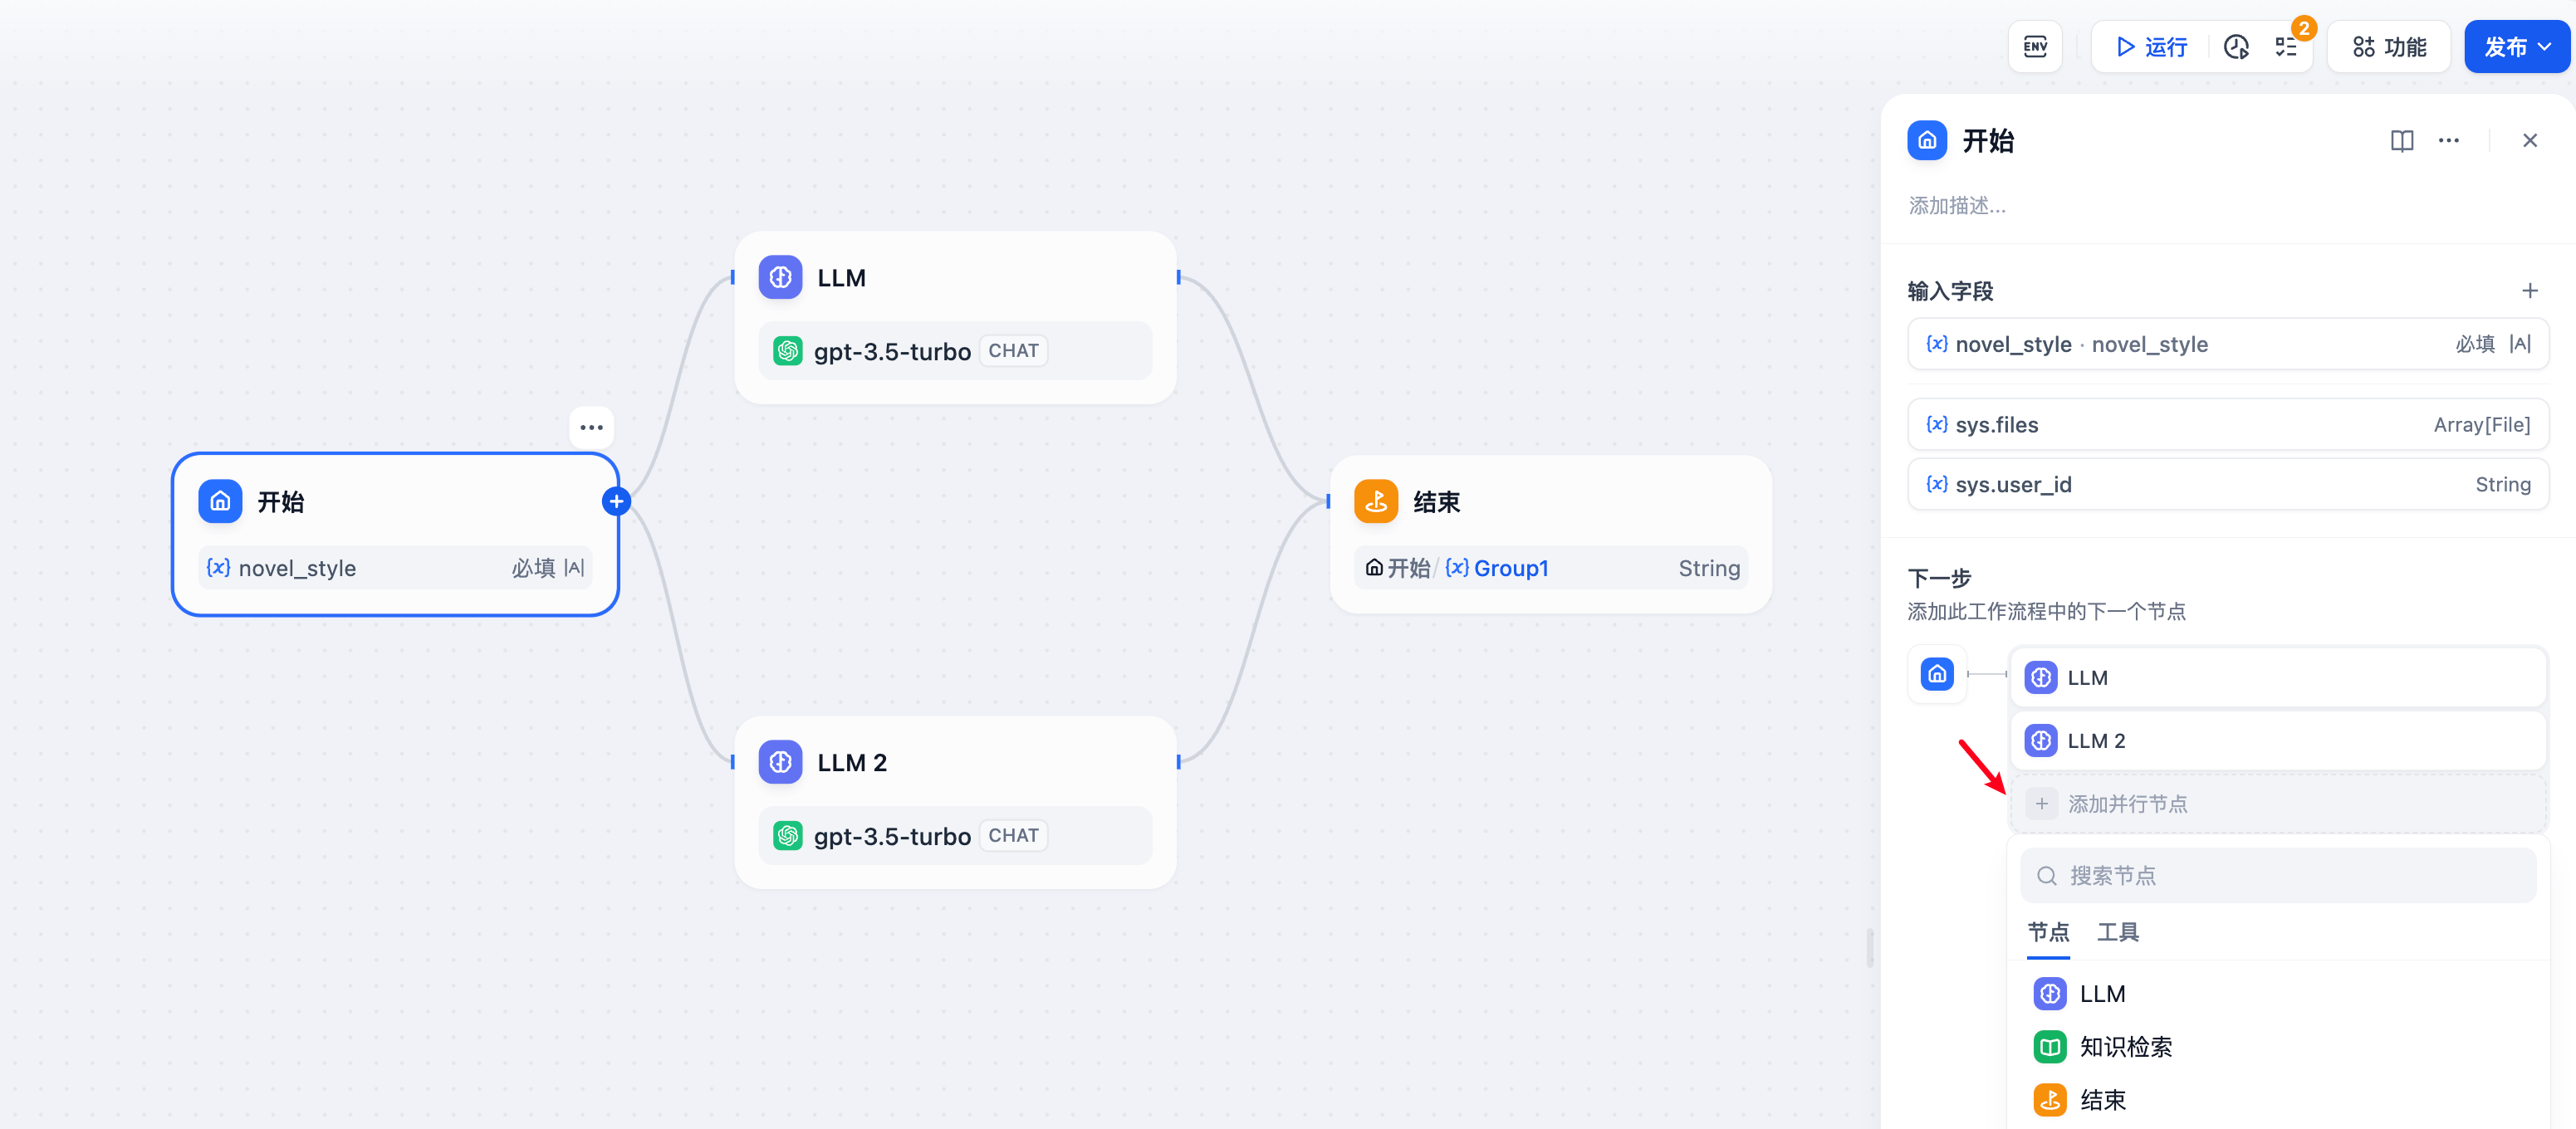 ENV
运行
2
功能
发布
LLM
gpt-3.5-turbo CHAT
开始
{x} novel_style 必填 |A|
LLM 2
gpt-3.5-turbo CHAT
结束
开始 / {x} Group1 String
开始
添加描述...
输入字段
{x} novel_style · novel_style 必填 |A|
{x} sys.files Array[File]
{x} sys.user_id String
下一步
添加此工作流程中的下一个节点
LLM
LLM 2
添加并行节点
搜索节点
节点 工具
LLM
知识检索
结束